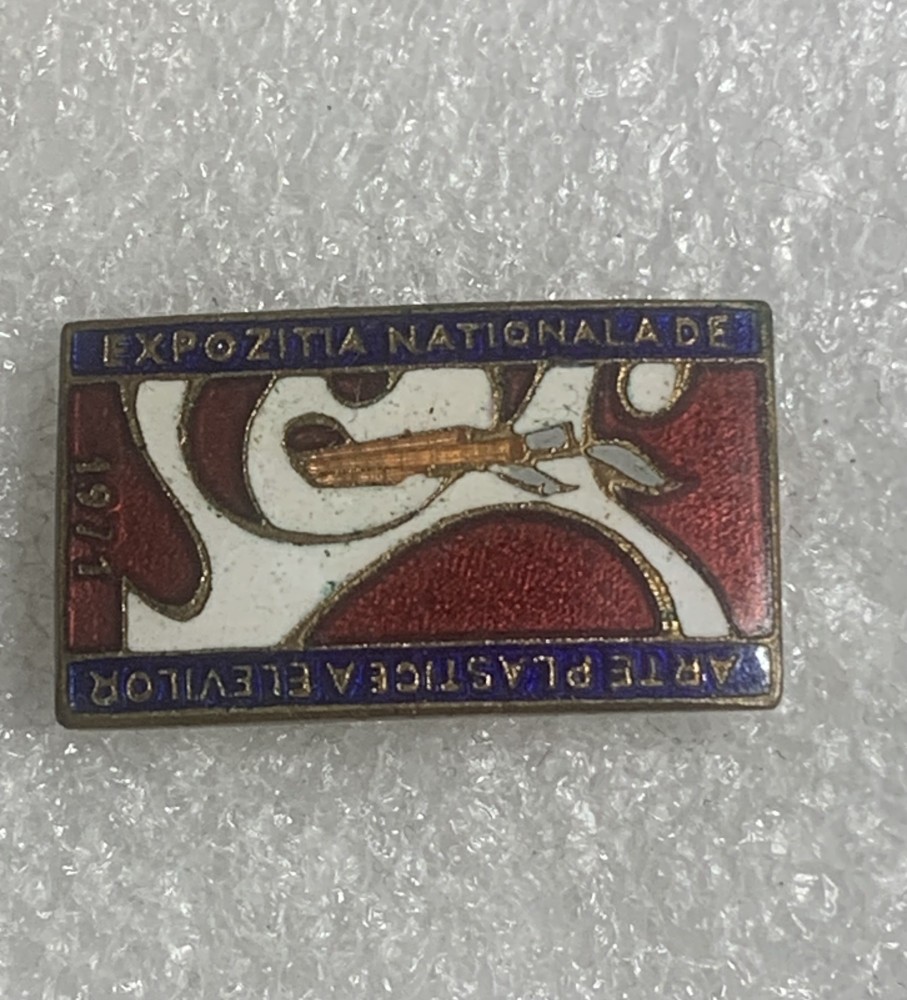 EXPOZITIA NATIONALA DE
ARTE PLASTICE A ELEVILOR
1971